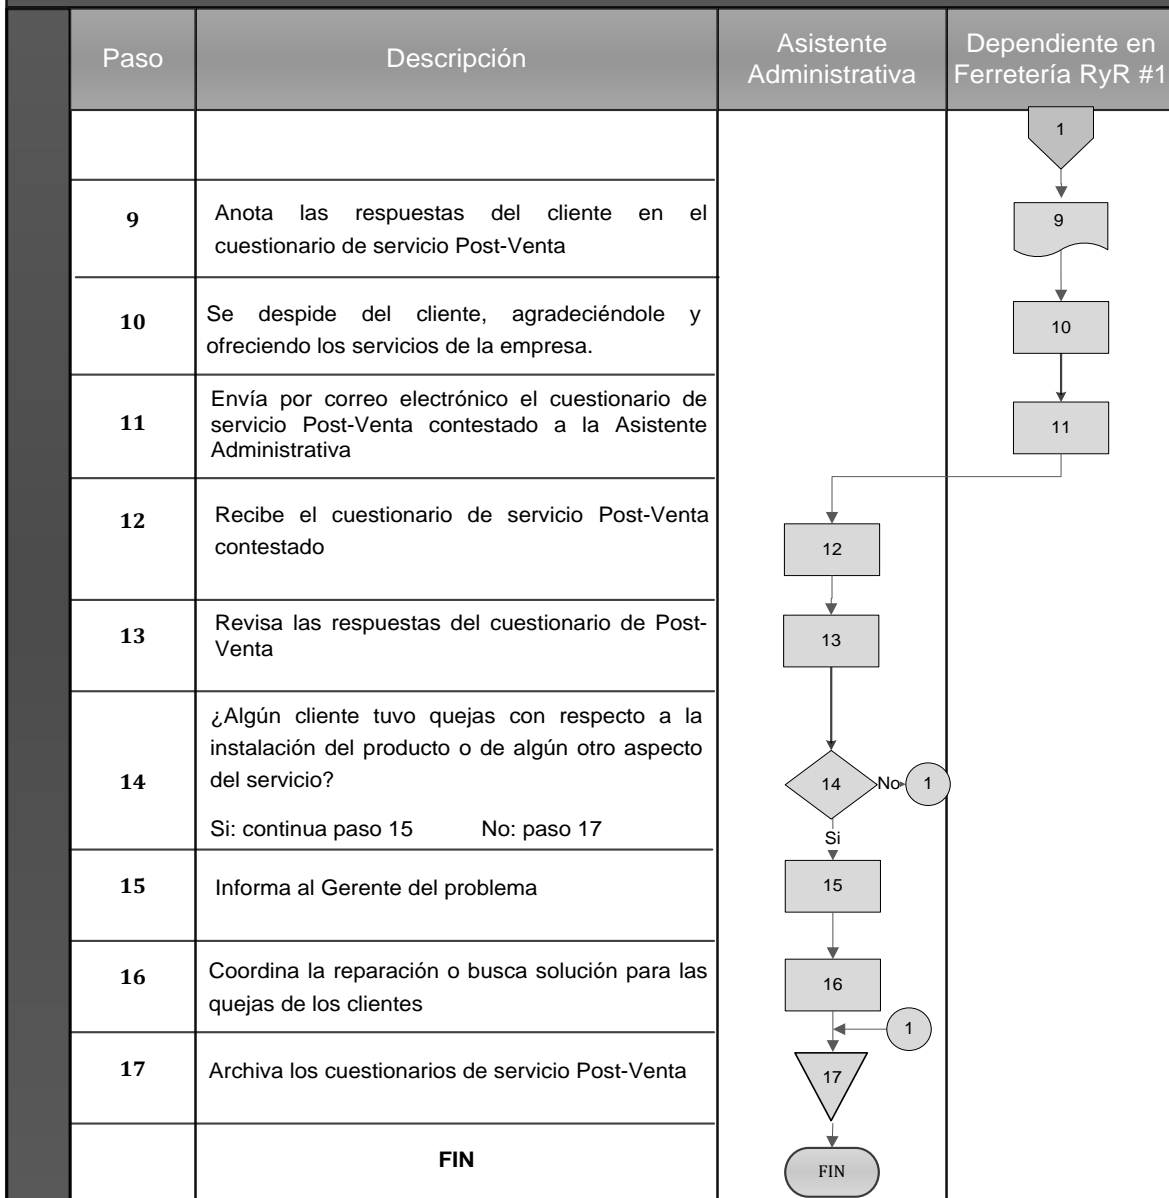 Paso
Descripción
Asistente
Administrativa
Dependiente en
Ferretería RyR #1
1
9
Anota las respuestas del cliente en el
cuestionario de servicio Post-Venta
9
10
Se despide del cliente, agradeciéndole y
ofreciendo los servicios de la empresa.
10
11
Envía por correo electrónico el cuestionario de
servicio Post-Venta contestado a la Asistente
Administrativa
11
12
Recibe el cuestionario de servicio Post-Venta
contestado
12
13
Revisa las respuestas del cuestionario de Post-
Venta
13
14
¿Algún cliente tuvo quejas con respecto a la
instalación del producto o de algún otro aspecto
del servicio?
Si: continua paso 15 No: paso 17
14
No
1
Si
15
Informa al Gerente del problema
15
16
Coordina la reparación o busca solución para las
quejas de los clientes
16
1
17
Archiva los cuestionarios de servicio Post-Venta
17
FIN
FIN